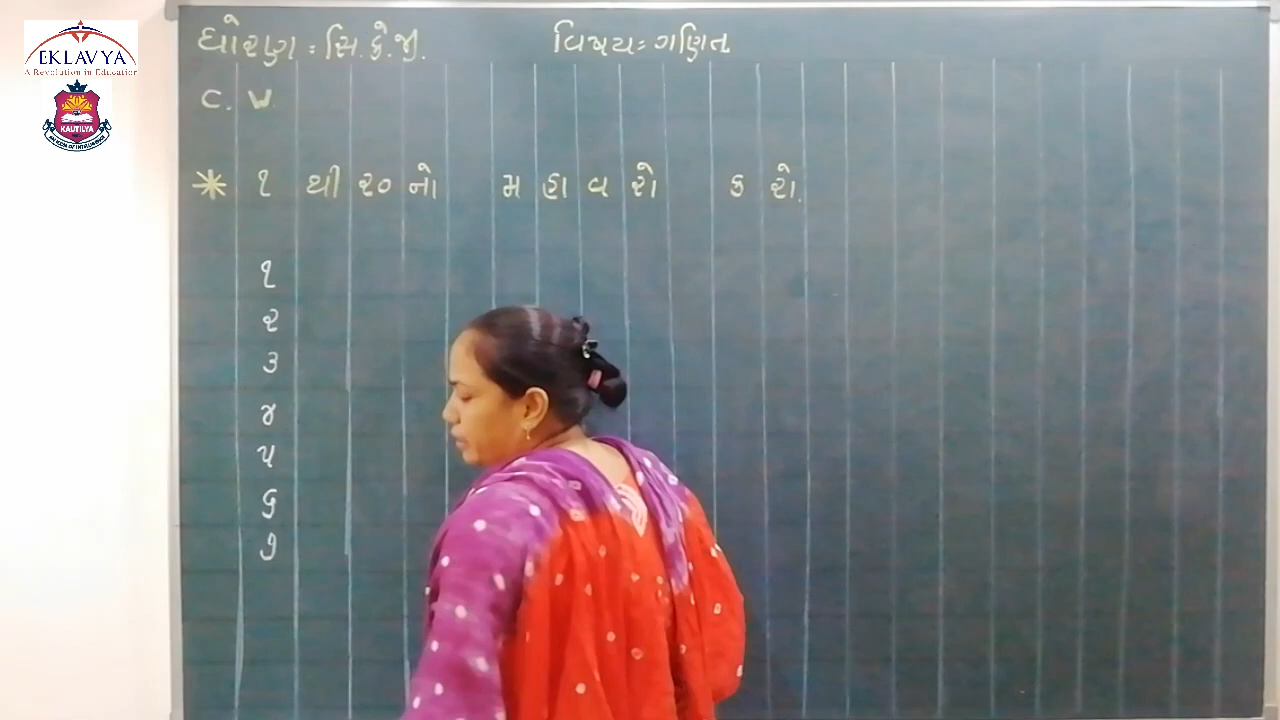 EKLAVYA
A Revolution in Education
KAUTILYA
ધોરણ : સિ.કે.જી.
વિષય : ગણિત
C. W
* ૧ થી ૨૦ નો મહાવરો કરો.
૧
૨
૩
૪
૫
૬
૭